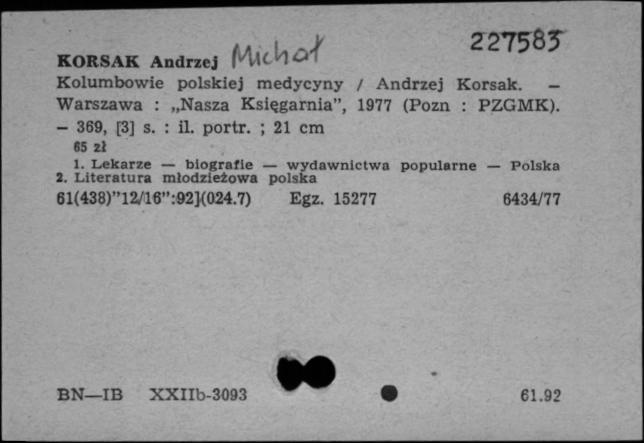 KORSAK Andrzej Michał 227583
Kolumbowie polskiej medycyny / Andrzej Korsak. —
Warszawa : „Nasza Księgarnia”, 1977 (Pozn : PZGMK).
— 369, [3] s. : il. portr. ; 21 cm
65 zł
1. Lekarze — biografie — wydawnictwa popularne — Polska
2. Literatura młodzieżowa polska
61(438)”12/16”:92](024.7) Egz. 15277 6434/77
BN—IB XXIIb-3093 61.92